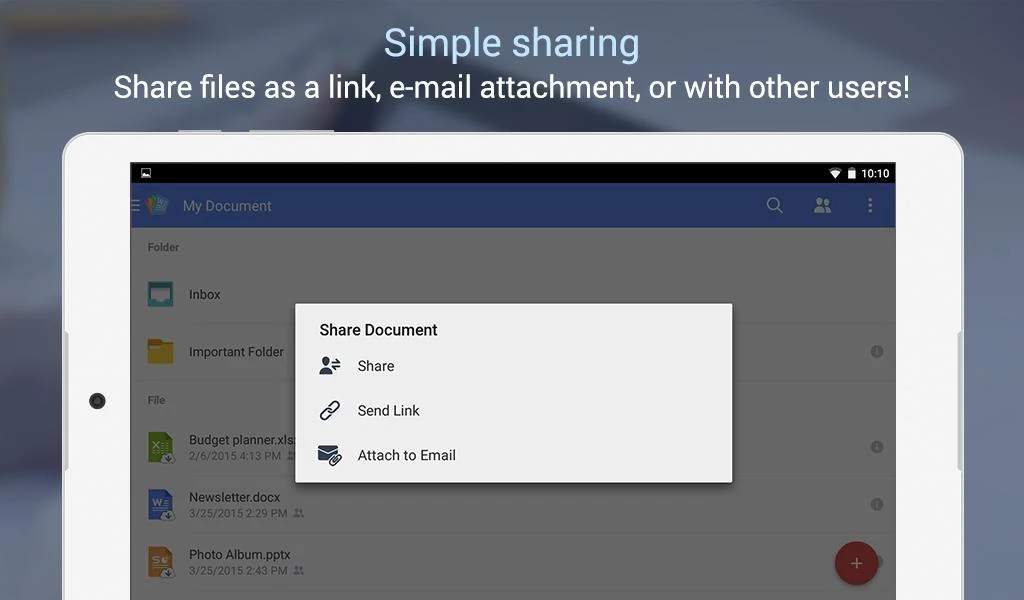 Simple sharing
Share files as a link, e-mail attachment, or with other users!
10:10
My Document
Folder
Inbox
Important Folder
Share Document
Share
Send Link
Attach to Email
File
Budget planner.xls
2/6/2015 4:13 PM
Newsletter.docx
3/25/2015 2:29 PM
Photo Album.pptx
3/25/2015 2:43 PM